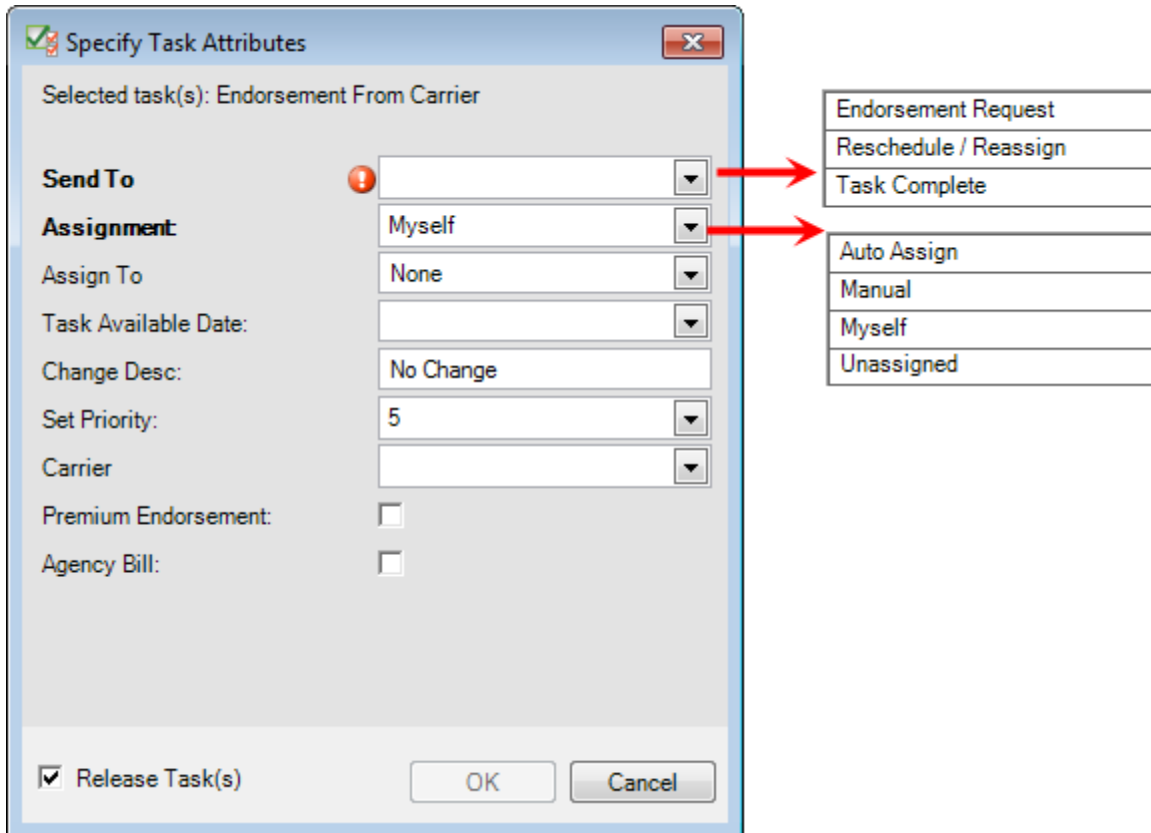 Specify Task Attributes
Selected task(s): Endorsement From Carrier
Send To
Assignment: Myself
Assign To None
Task Available Date:
Change Desc: No Change
Set Priority: 5
Carrier
Premium Endorsement:
Agency Bill:
Release Task(s) OK Cancel
Endorsement Request
Reschedule / Reassign
Task Complete
Auto Assign
Manual
Myself
Unassigned